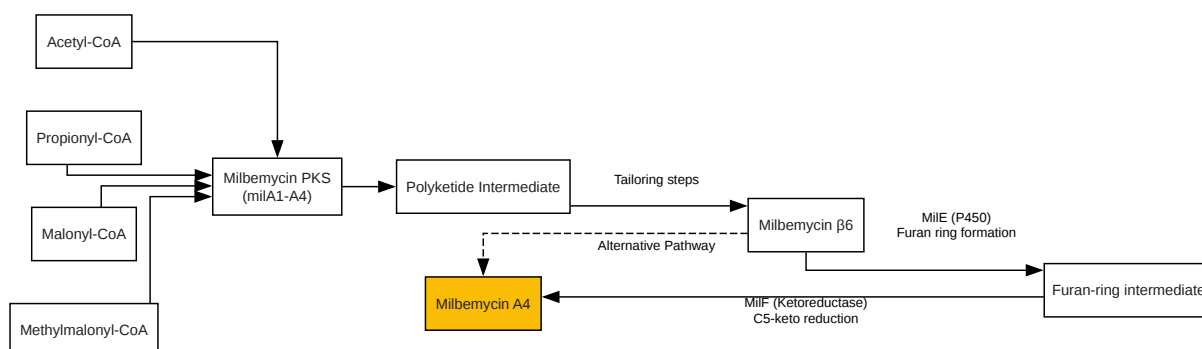 Acetyl-CoA
Propionyl-CoA
Malonyl-CoA
Methylmalonyl-CoA
Milbemycin PKS
(milA1-A4)
Polyketide Intermediate
Tailoring steps
Milbemycin β6
Alternative Pathway
MilE (P450)
Furan ring formation
Furan-ring intermediate
Milbemycin A4
MilF (Ketoreductase)
C5-keto reduction